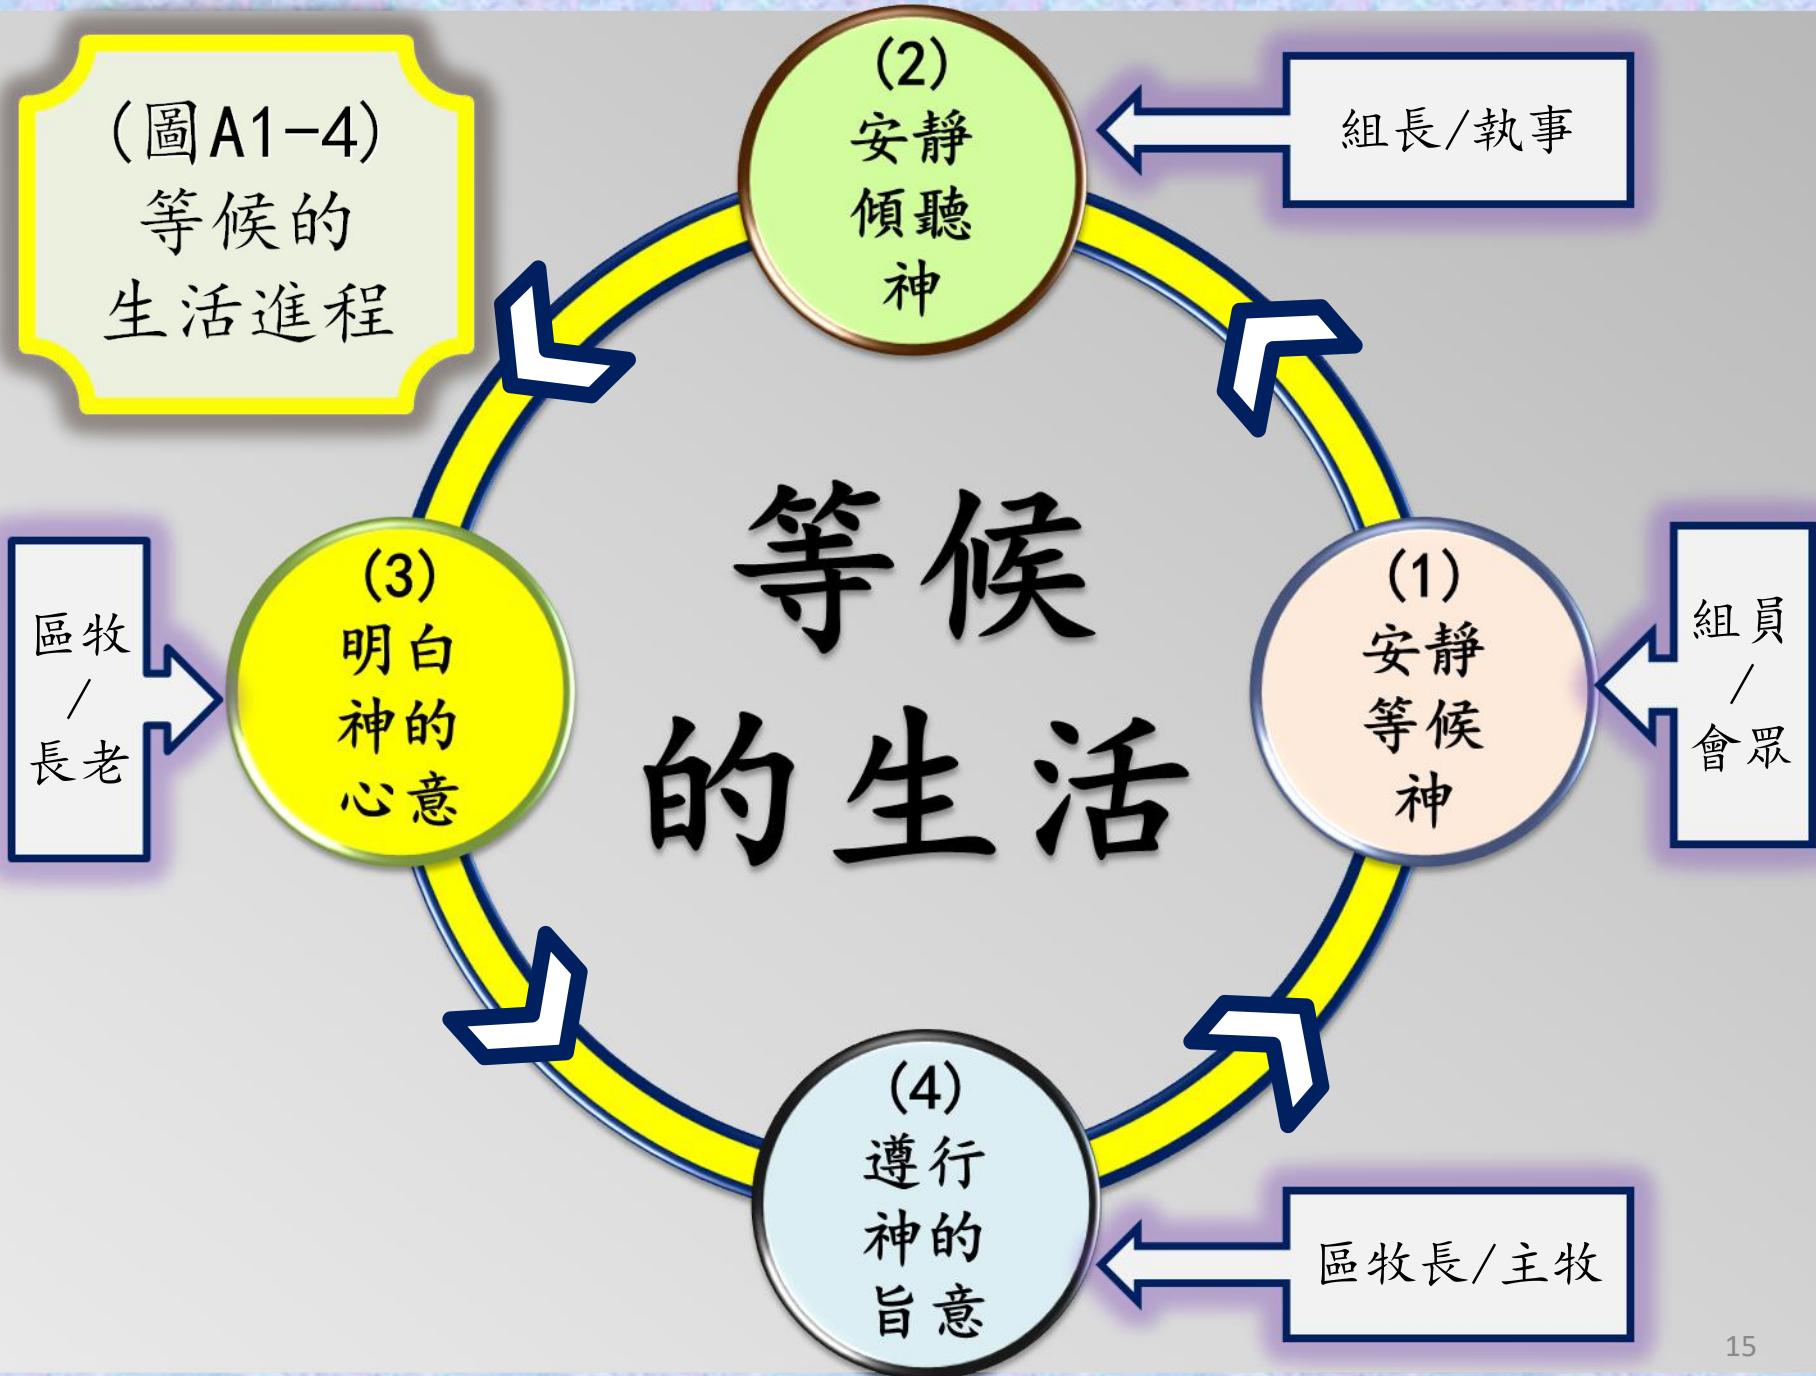 (圖A1-4)
等候的
生活進程
(2)
安靜
傾聽
神
組長/執事
等候
的生活
(1)
安靜
等候
神
組員
/
會眾
(3)
明白
神的
心意
區牧
/
長老
(4)
遵行
神的
旨意
區牧長/主牧
15